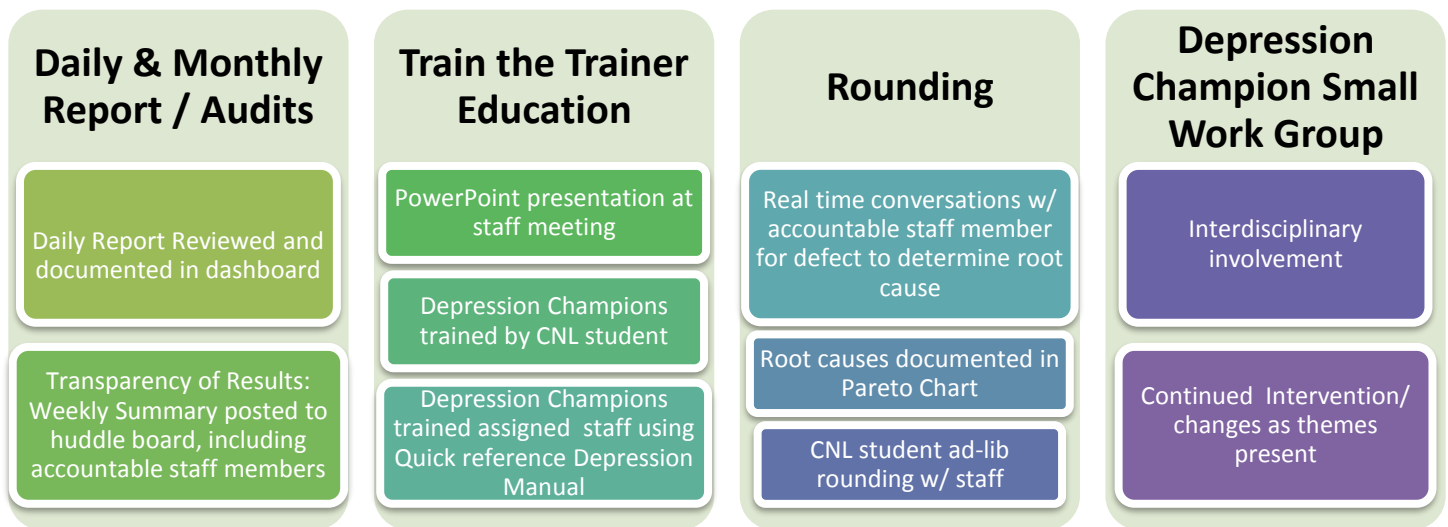 Daily & Monthly
Report / Audits
Daily Report Reviewed and
documented in dashboard
Transparency of Results:
Weekly Summary posted to
huddle board, including
accountable staff members
Train the Trainer
Education
PowerPoint presentation at
staff meeting
Depression Champions
trained by CNL student
Depression Champions
trained assigned staff using
Quick reference Depression
Manual
Rounding
Real time conversations w/
accountable staff member
for defect to determine root
cause
Root causes documented in
Pareto Chart
CNL student ad-lib
rounding w/ staff
Depression
Champion Small
Work Group
Interdisciplinary
involvement
Continued Intervention/
changes as themes
present